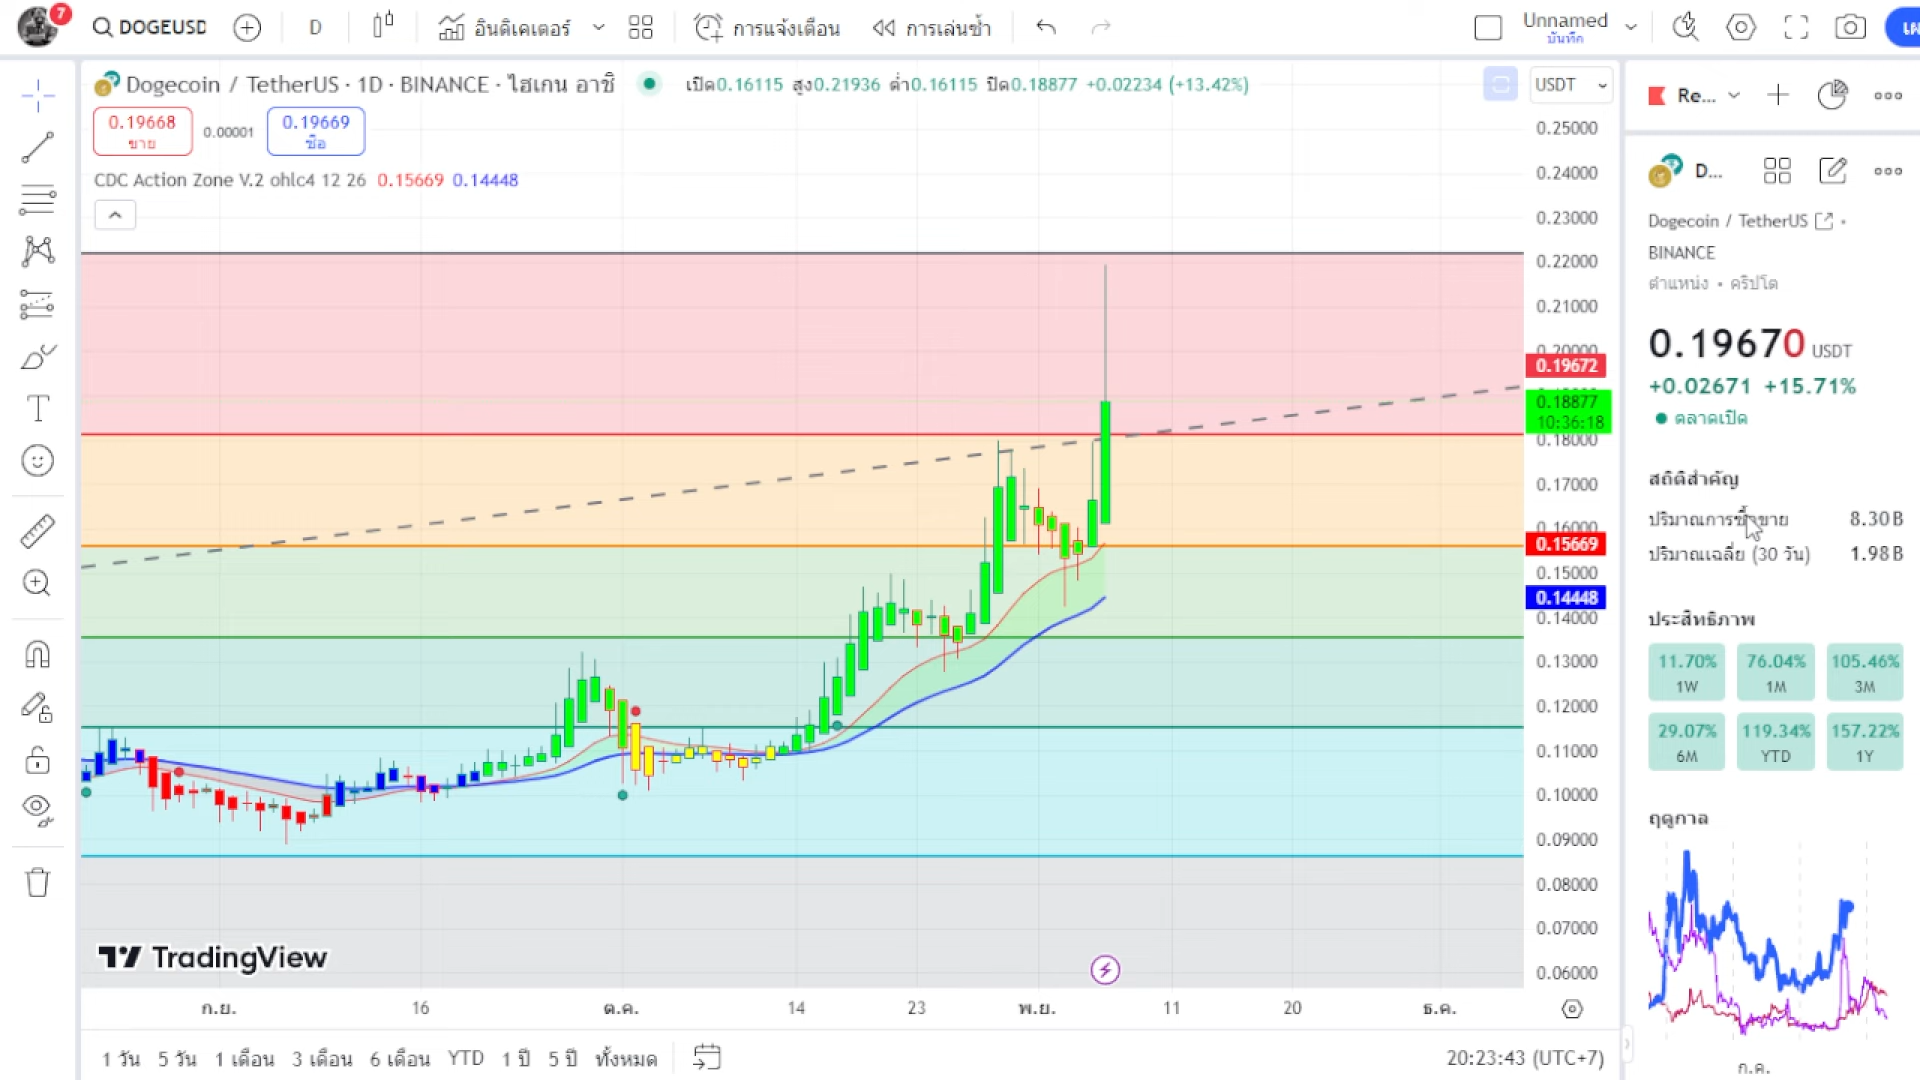 7
DOGEUSD
D
อินดิเคเตอร์
การแจ้งเตือน
การเล่นซ้ำ
Unnamed
บันทึก
เผ
Dogecoin / TetherUS · 1D · BINANCE · ไฮเกน อาชิ
เปิด0.16115 สูง0.21936 ต่ำ0.16115 ปิด0.18877 +0.02234 (+13.42%)
0.19668
ขาย
0.00001
0.19669
ซื้อ
CDC Action Zone V.2 ohlc4 12 26 0.15669 0.14448
USDT
0.25000
0.24000
0.23000
0.22000
0.21000
0.20000
0.19672
0.18877
10:36:18
0.18000
0.17000
0.16000
0.15669
0.15000
0.14448
0.14000
0.13000
0.12000
0.11000
0.10000
0.09000
0.08000
0.07000
0.06000
TradingView
ก.ย.
16
ต.ค.
14
23
พ.ย.
11
20
ธ.ค.
1 วัน
5 วัน
1 เดือน
3 เดือน
6 เดือน
YTD
1 ปี
5 ปี
ทั้งหมด
20:23:43 (UTC+7)
Re...
D...
Dogecoin / TetherUS
BINANCE
ตำแหน่ง • คริปโต
0.19670 USDT
+0.02671 +15.71%
ตลาดเปิด
สถิติสำคัญ
ปริมาณการซื้อขาย 8.30B
ปริมาณเฉลี่ย (30 วัน) 1.98B
ประสิทธิภาพ
11.70%
1W
76.04%
1M
105.46%
3M
29.07%
6M
119.34%
YTD
157.22%
1Y
ฤดูกาล
ก.ค.